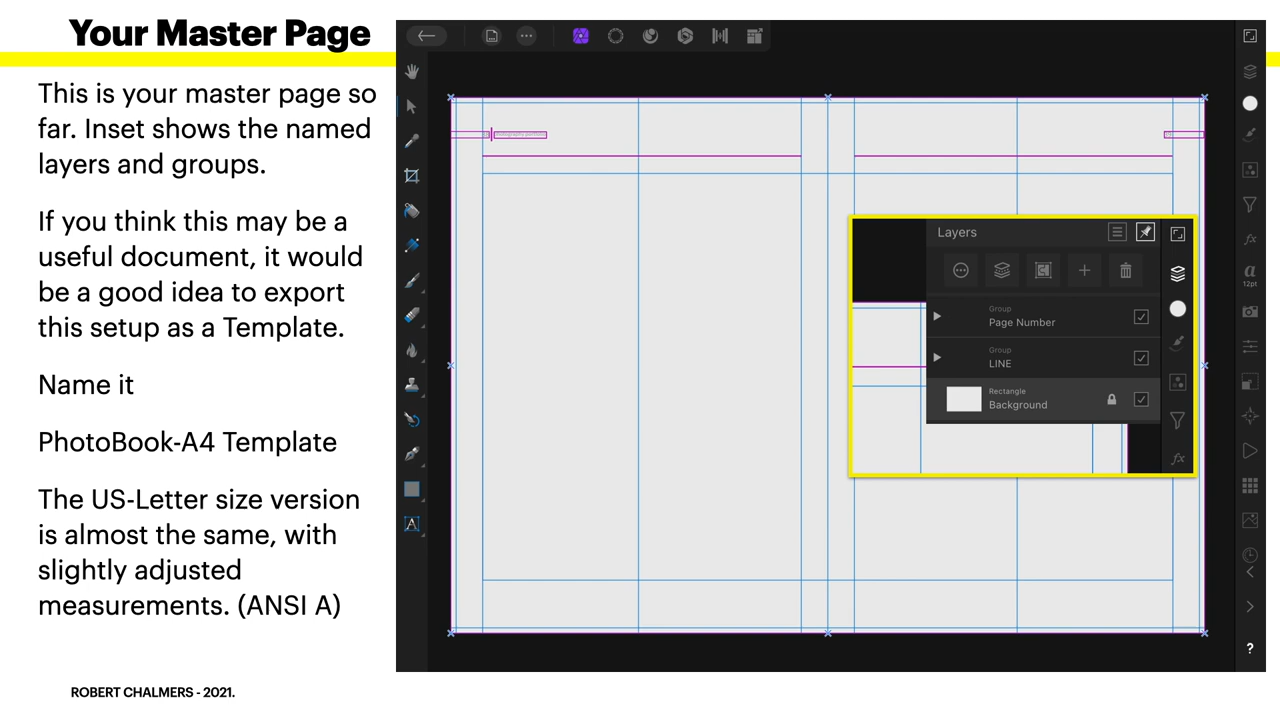 Your Master Page
This is your master page so
far. Inset shows the named
layers and groups.
If you think this may be a
useful document, it would
be a good idea to export
this setup as a Template.
Name it
PhotoBook-A4 Template
The US-Letter size version
is almost the same, with
slightly adjusted
measurements. (ANSI A)
ROBERT CHALMERS - 2021.
Layers
Group
Page Number
Group
LINE
Rectangle
Background
fx
fx
a
12pt
A
?